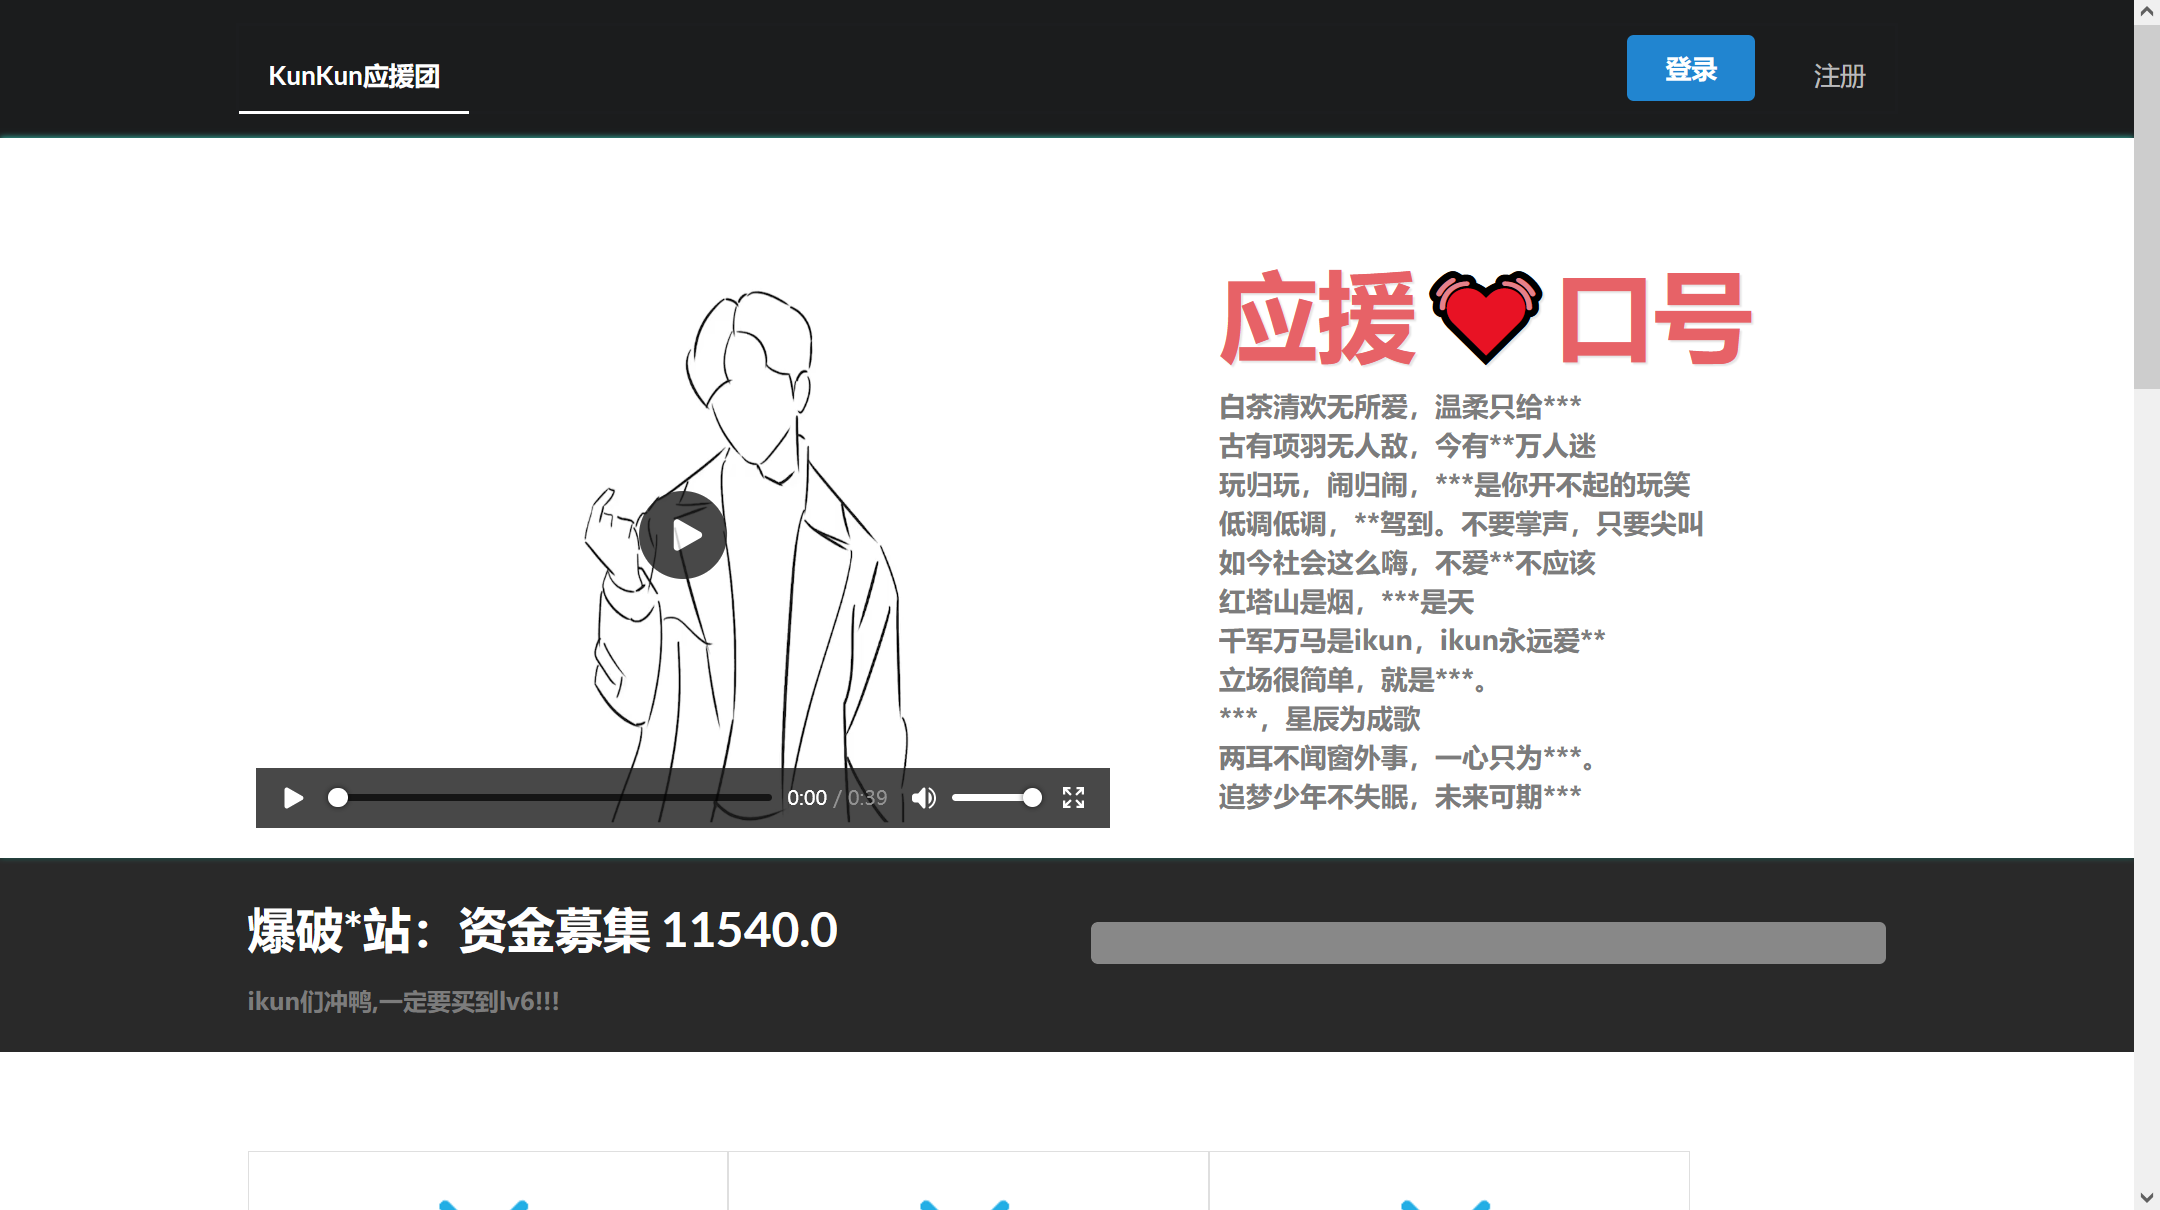 KunKun应援团
登录
注册
应援 口号
白茶清欢无所爱，温柔只给***
古有项羽无人敌，今有**万人迷
玩归玩，闹归闹，***是你开不起的玩笑
低调低调，**驾到。不要掌声，只要尖叫
如今社会这么嗨，不爱**不应该
红塔山是烟，***是天
千军万马是ikun，ikun永远爱**
立场很简单，就是***。
***，星辰为成歌
两耳不闻窗外事，一心只为***。
追梦少年不失眠，未来可期***
0:00 / 0:39
爆破*站：资金募集 11540.0
ikun们冲鸭,一定要买到lv6!!!